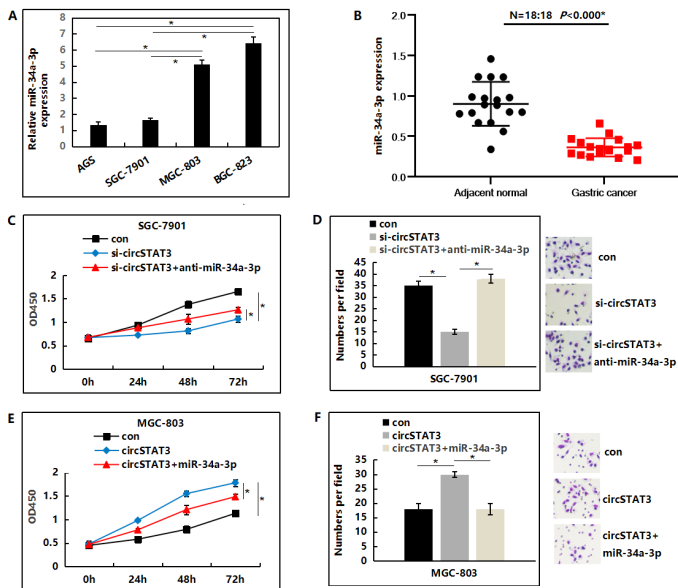 A
Relative miR-34a-3p
expression
8
7
6
5
4
3
2
1
0
* * * *
AGS SGC-7901 MGC-803 BGC-823
B
N=18:18 P<0.000*
miR-34a-3p expression
2.0
1.5
1.0
0.5
0.0
Adjacent normal Gastric cancer
C
SGC-7901
con
si-circSTAT3
si-circSTAT3+anti-miR-34a-3p
OD450
2
1.5
1
0.5
0
* *
0h 24h 48h 72h
D
con
si-circSTAT3
si-circSTAT3+anti-miR-34a-3p
Numbers per field
45
40
35
30
25
20
15
10
5
0
* *
SGC-7901
con
si-circSTAT3
si-circSTAT3+
anti-miR-34a-3p
E
MGC-803
con
circSTAT3
circSTAT3+miR-34a-3p
OD450
2
1.5
1
0.5
0
* *
0h 24h 48h 72h
F
con
circSTAT3
circSTAT3+miR-34a-3p
Numbers per field
35
30
25
20
15
10
5
0
* *
MGC-803
con
circSTAT3
circSTAT3+
miR-34a-3p